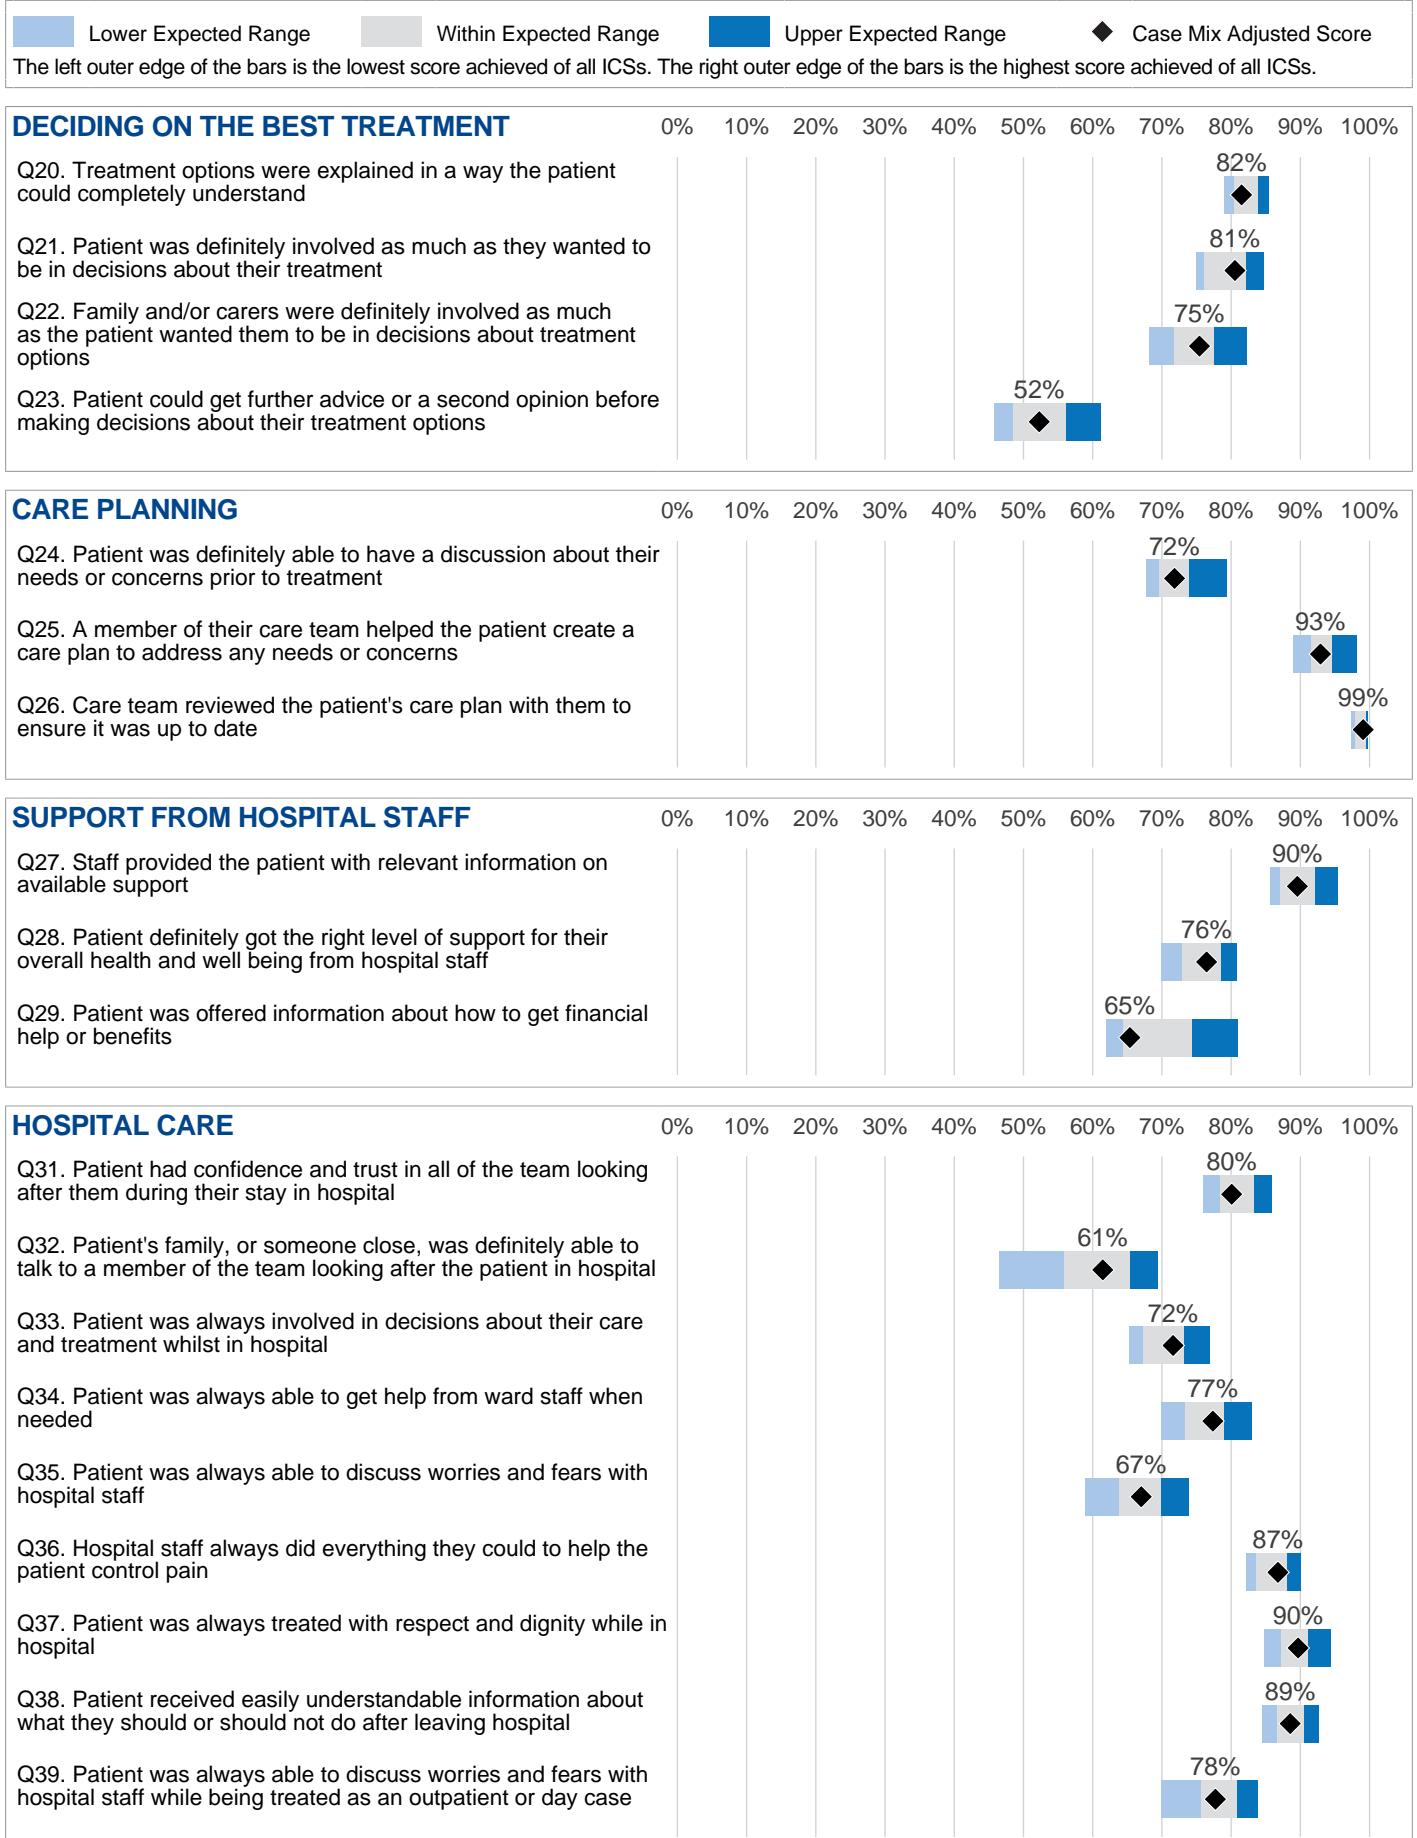 Lower Expected Range Within Expected Range Upper Expected Range Case Mix Adjusted Score
The left outer edge of the bars is the lowest score achieved of all ICSs. The right outer edge of the bars is the highest score achieved of all ICSs.
DECIDING ON THE BEST TREATMENT 0% 10% 20% 30% 40% 50% 60% 70% 80% 90% 100%
Q20. Treatment options were explained in a way the patient
could completely understand
82%
Q21. Patient was definitely involved as much as they wanted to
be in decisions about their treatment
81%
Q22. Family and/or carers were definitely involved as much
as the patient wanted them to be in decisions about treatment
options
75%
Q23. Patient could get further advice or a second opinion before
making decisions about their treatment options
52%
CARE PLANNING 0% 10% 20% 30% 40% 50% 60% 70% 80% 90% 100%
Q24. Patient was definitely able to have a discussion about their
needs or concerns prior to treatment
72%
Q25. A member of their care team helped the patient create a
care plan to address any needs or concerns
93%
Q26. Care team reviewed the patient's care plan with them to
ensure it was up to date
99%
SUPPORT FROM HOSPITAL STAFF 0% 10% 20% 30% 40% 50% 60% 70% 80% 90% 100%
Q27. Staff provided the patient with relevant information on
available support
90%
Q28. Patient definitely got the right level of support for their
overall health and well being from hospital staff
76%
Q29. Patient was offered information about how to get financial
help or benefits
65%
HOSPITAL CARE 0% 10% 20% 30% 40% 50% 60% 70% 80% 90% 100%
Q31. Patient had confidence and trust in all of the team looking
after them during their stay in hospital
80%
Q32. Patient's family, or someone close, was definitely able to
talk to a member of the team looking after the patient in hospital
61%
Q33. Patient was always involved in decisions about their care
and treatment whilst in hospital
72%
Q34. Patient was always able to get help from ward staff when
needed
77%
Q35. Patient was always able to discuss worries and fears with
hospital staff
67%
Q36. Hospital staff always did everything they could to help the
patient control pain
87%
Q37. Patient was always treated with respect and dignity while in
hospital
90%
Q38. Patient received easily understandable information about
what they should or should not do after leaving hospital
89%
Q39. Patient was always able to discuss worries and fears with
hospital staff while being treated as an outpatient or day case
78%